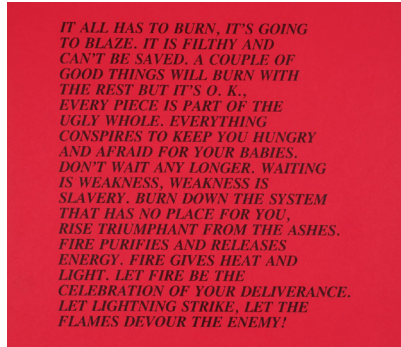 IT ALL HAS TO BURN, IT'S GOING
TO BLAZE. IT IS FILTHY AND
CAN'T BE SAVED. A COUPLE OF
GOOD THINGS WILL BURN WITH
THE REST BUT IT'S O. K.,
EVERY PIECE IS PART OF THE
UGLY WHOLE. EVERYTHING
CONSPIRES TO KEEP YOU HUNGRY
AND AFRAID FOR YOUR BABIES.
DON'T WAIT ANY LONGER. WAITING
IS WEAKNESS, WEAKNESS IS
SLAVERY. BURN DOWN THE SYSTEM
THAT HAS NO PLACE FOR YOU,
RISE TRIUMPHANT FROM THE ASHES.
FIRE PURIFIES AND RELEASES
ENERGY. FIRE GIVES HEAT AND
LIGHT. LET FIRE BE THE
CELEBRATION OF YOUR DELIVERANCE.
LET LIGHTNING STRIKE, LET THE
FLAMES DEVOUR THE ENEMY!